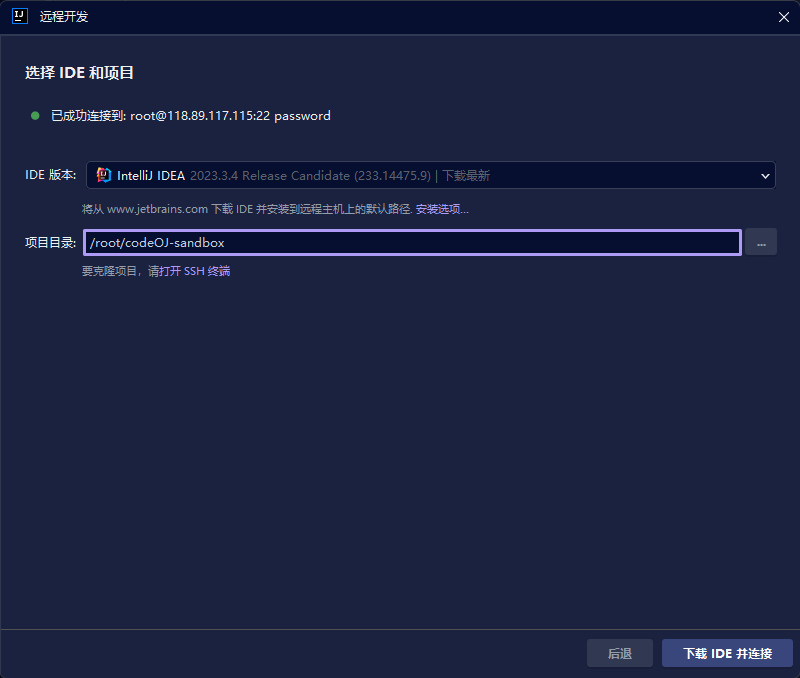 远程开发
选择 IDE 和项目
已成功连接到: root@118.89.117.115:22 password
IDE 版本: IntelliJ IDEA 2023.3.4 Release Candidate (233.14475.9) | 下载最新
将从 www.jetbrains.com 下载 IDE 并安装到远程主机上的默认路径. 安装选项...
项目目录: /root/codeOJ-sandbox ...
要克隆项目，请打开 SSH 终端
后退 下载 IDE 并连接